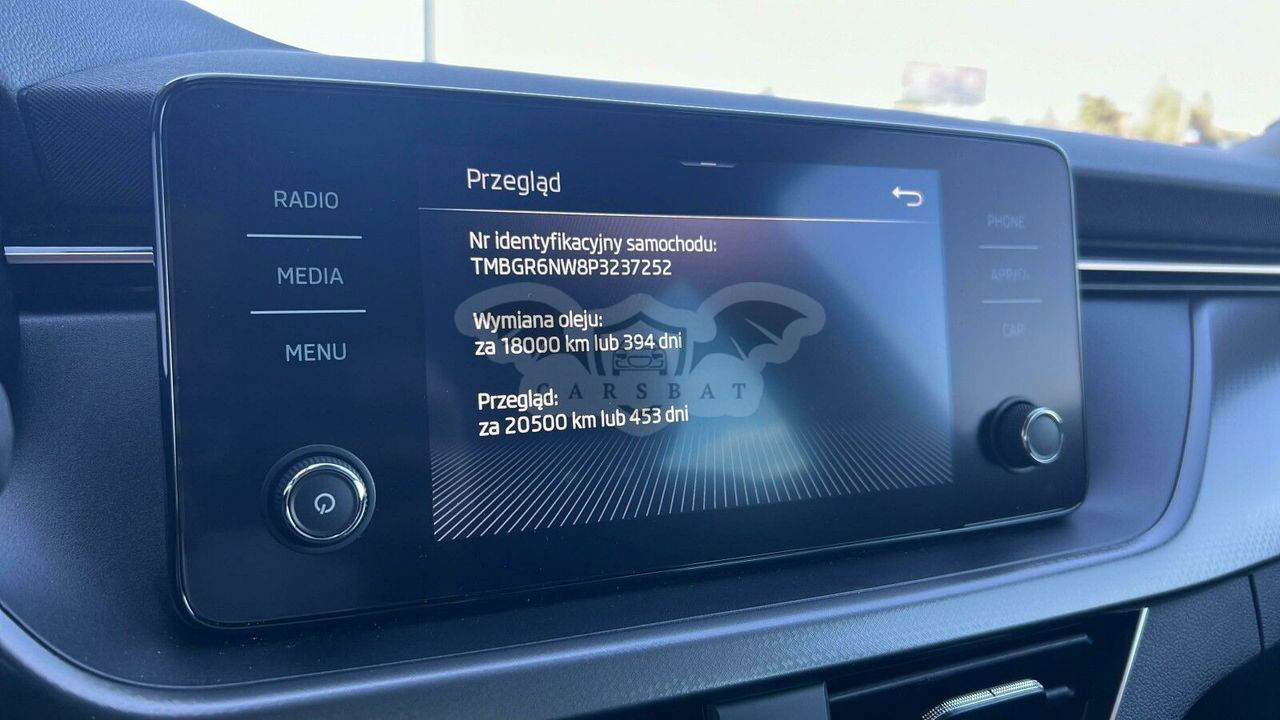 RADIO
MEDIA
MENU
Przegląd
Nr identyfikacyjny samochodu:
TMBGR6NW8P3237252
Wymiana oleju:
za 18000 km lub 394 dni
Przegląd:
za 20500 km lub 453 dni
CARSBAT
PHONE
CAR